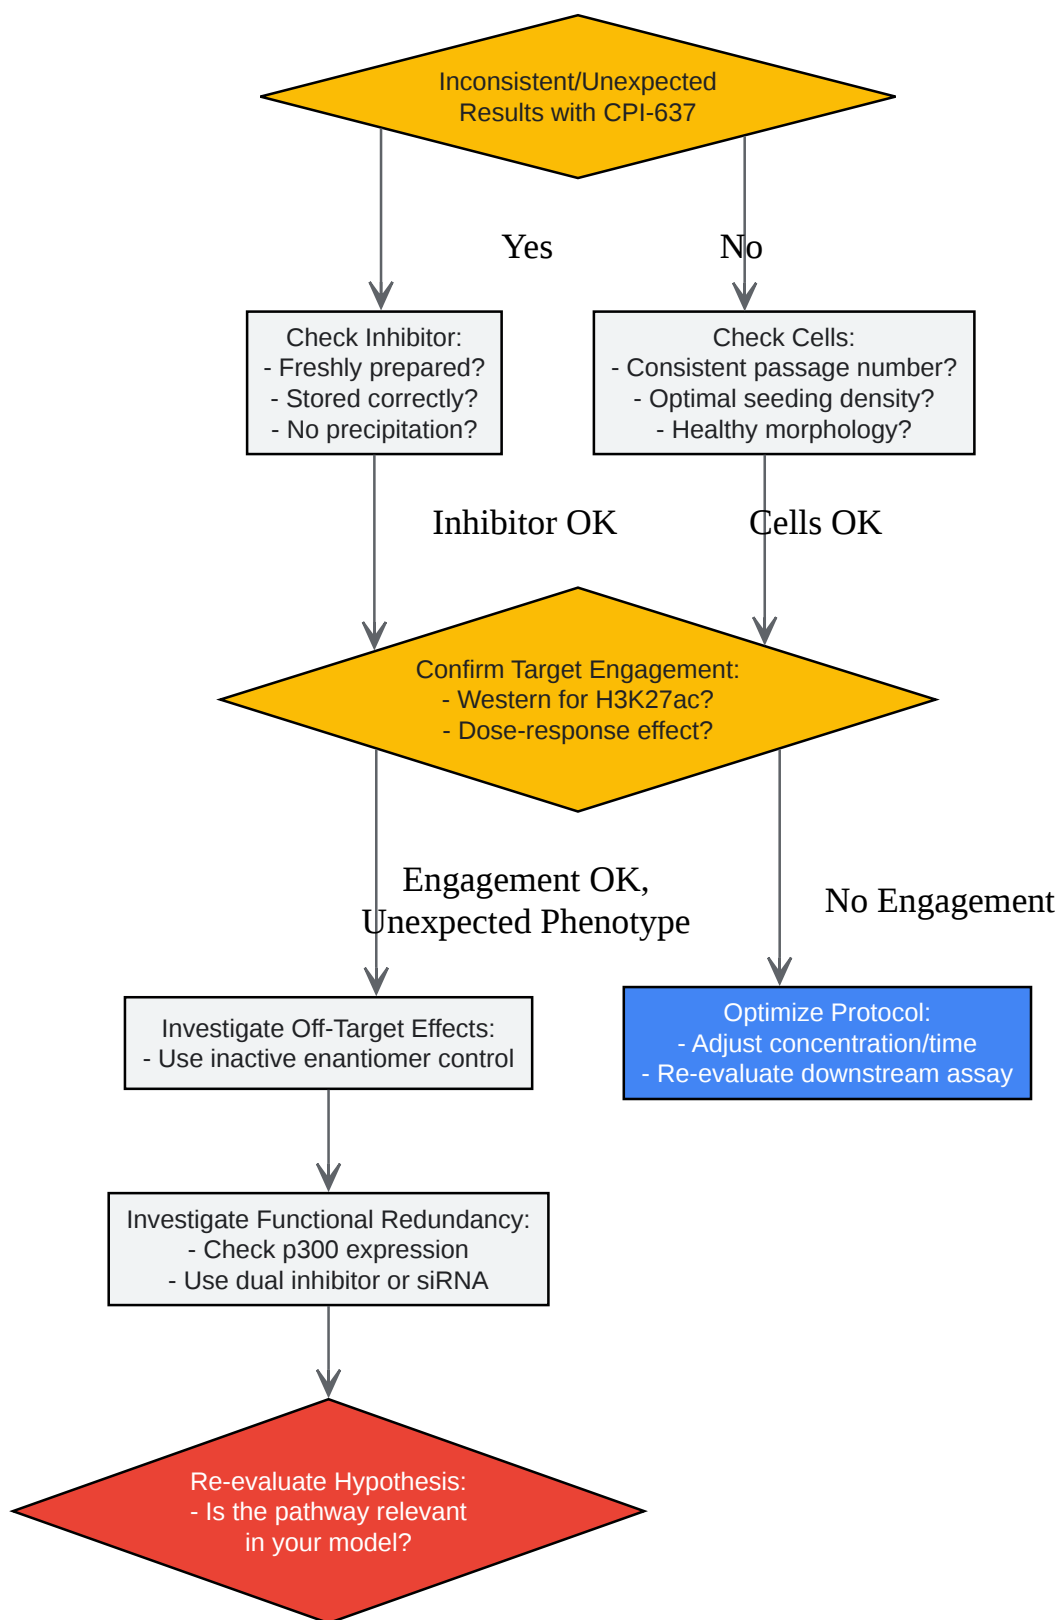 Inconsistent/Unexpected
Results with CPI-637
Yes
No
Check Inhibitor:
- Freshly prepared?
- Stored correctly?
- No precipitation?
Check Cells:
- Consistent passage number?
- Optimal seeding density?
- Healthy morphology?
Inhibitor OK
Cells OK
Confirm Target Engagement:
- Western for H3K27ac?
- Dose-response effect?
Engagement OK,
Unexpected Phenotype
No Engagement
Investigate Off-Target Effects:
- Use inactive enantiomer control
Optimize Protocol:
- Adjust concentration/time
- Re-evaluate downstream assay
Investigate Functional Redundancy:
- Check p300 expression
- Use dual inhibitor or siRNA
Re-evaluate Hypothesis:
- Is the pathway relevant
in your model?